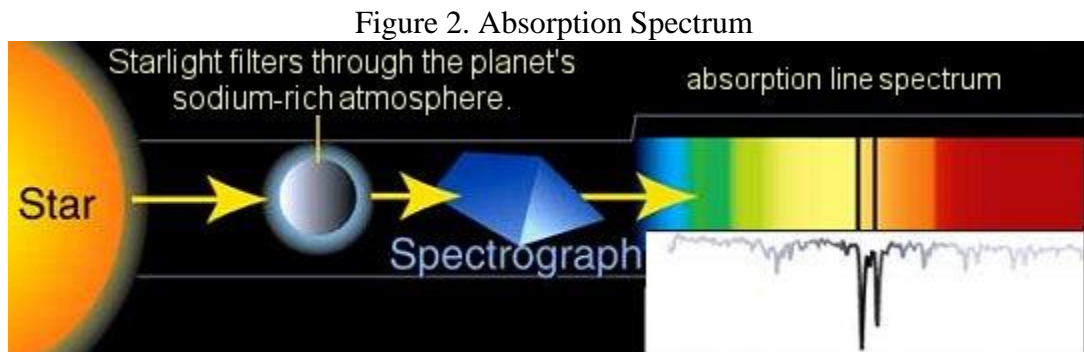 Figure 2. Absorption Spectrum
Starlight filters through the planet's
sodium-rich atmosphere.
absorption line spectrum
Star
Spectrograph